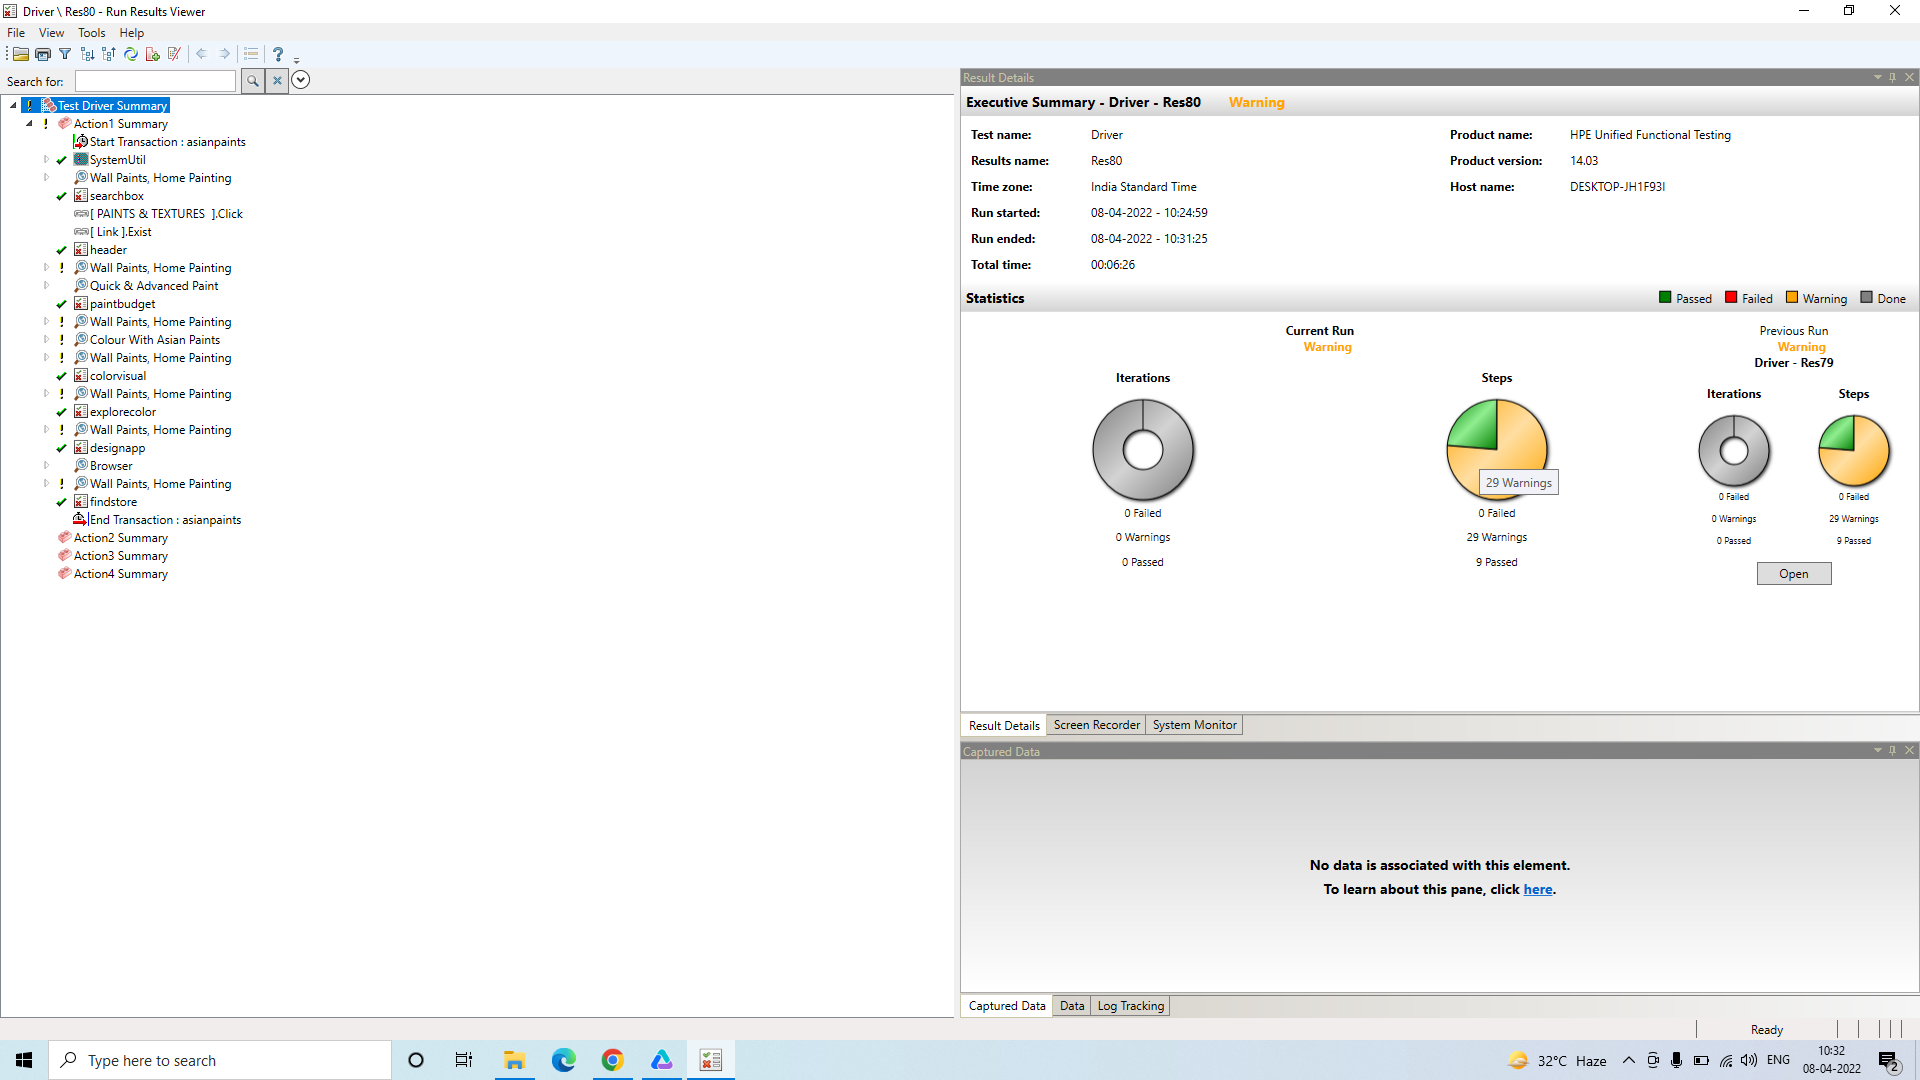 Driver \ Res80 - Run Results Viewer
File View Tools Help
Search for:
Test Driver Summary
Action1 Summary
Start Transaction : asianpaints
SystemUtil
Wall Paints, Home Painting
searchbox
[ PAINTS & TEXTURES  ].Click
[ Link ].Exist
header
Wall Paints, Home Painting
Quick & Advanced Paint
paintbudget
Wall Paints, Home Painting
Colour With Asian Paints
Wall Paints, Home Painting
colorvisual
Wall Paints, Home Painting
explorecolor
Wall Paints, Home Painting
designapp
Browser
Wall Paints, Home Painting
findstore
End Transaction : asianpaints
Action2 Summary
Action3 Summary
Action4 Summary
Result Details
Executive Summary - Driver - Res80 Warning
Test name: Driver Product name: HPE Unified Functional Testing
Results name: Res80 Product version: 14.03
Time zone: India Standard Time Host name: DESKTOP-JH1F93I
Run started: 08-04-2022 - 10:24:59
Run ended: 08-04-2022 - 10:31:25
Total time: 00:06:26
Statistics Passed Failed Warning Done
Current Run
Warning
Iterations
0 Failed
0 Warnings
0 Passed
Steps
29 Warnings
0 Failed
29 Warnings
9 Passed
Previous Run
Warning
Driver - Res79
Iterations
0 Failed
0 Warnings
0 Passed
Steps
0 Failed
29 Warnings
9 Passed
Open
Result Details Screen Recorder System Monitor
Captured Data
No data is associated with this element.
To learn about this pane, click here.
Captured Data Data Log Tracking
Ready
Type here to search
32°C Haze
ENG
10:32
08-04-2022
2